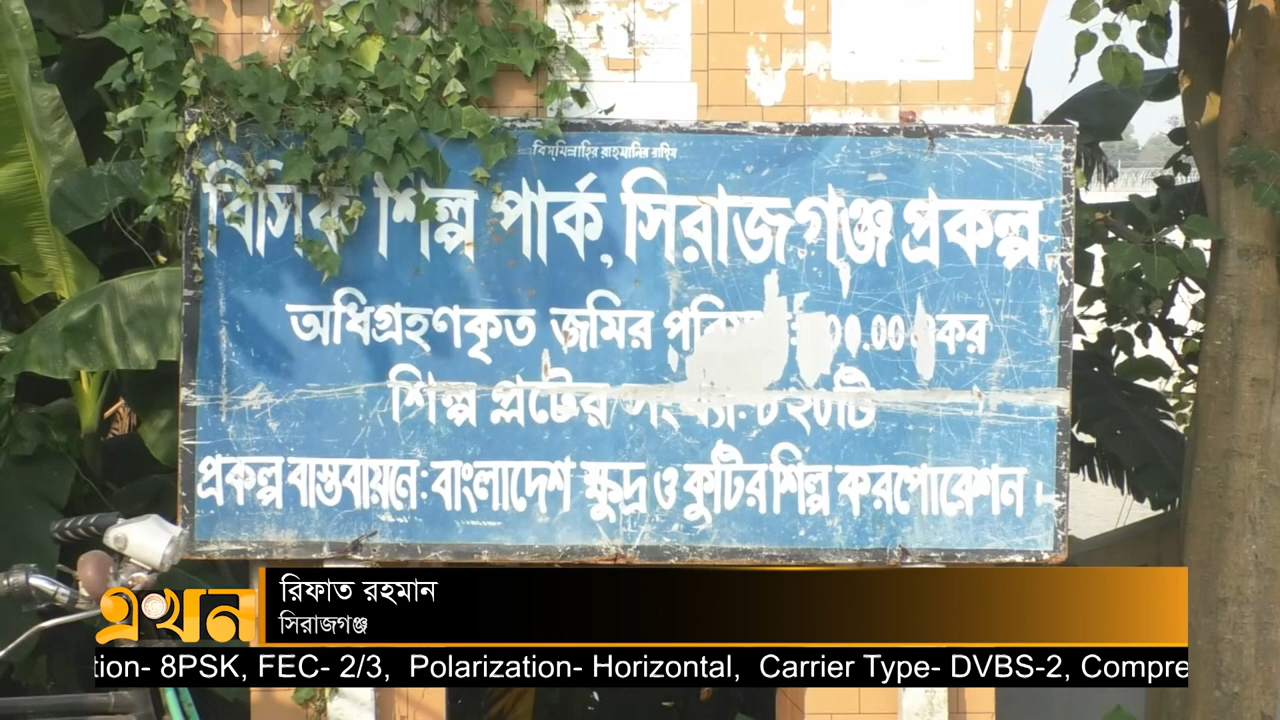 বিসমিল্লাহির রাহমানির রাহিম
বিসিক শিল্প পার্ক, সিরাজগঞ্জ প্রকল্প
অধিগ্রহণকৃত জমির
শিল্প প্লটের
প্রকল্প বাস্তবায়নে: বাংলাদেশ ক্ষুদ্র ও কুটির শিল্প করপোরেশন।
এখন
রিফাত রহমান
সিরাজগঞ্জ
tion- 8PSK, FEC- 2/3, Polarization- Horizontal, Carrier Type- DVBS-2, Compre